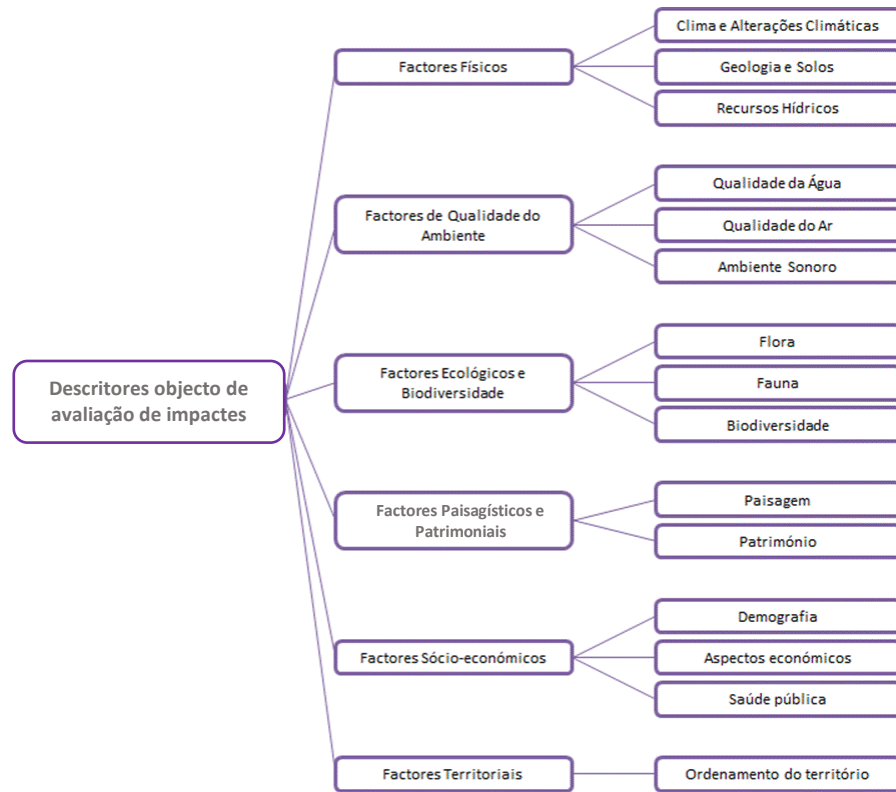 Descritores objecto de
avaliação de impactes
Factores Físicos
Clima e Alterações Climáticas
Geologia e Solos
Recursos Hídricos
Factores de Qualidade do
Ambiente
Qualidade da Água
Qualidade do Ar
Ambiente Sonoro
Factores Ecológicos e
Biodiversidade
Flora
Fauna
Biodiversidade
Factores Paisagísticos e
Patrimoniais
Paisagem
Património
Factores Sócio-económicos
Demografia
Aspectos económicos
Saúde pública
Factores Territoriais
Ordenamento do território